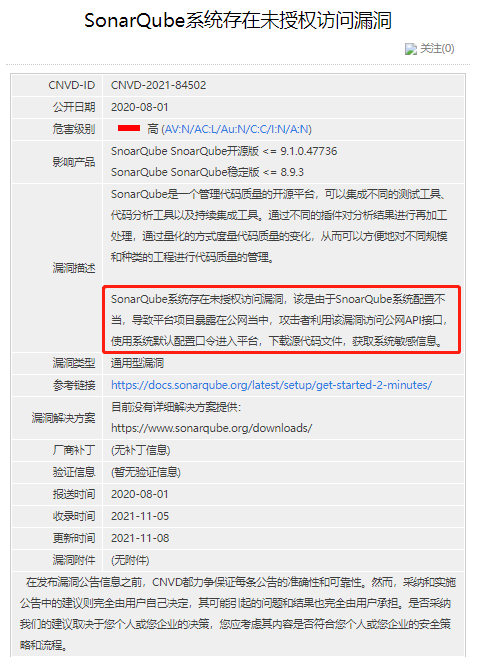 SonarQube系统存在未授权访问漏洞
关注(0)
CNVD-ID CNVD-2021-84502
公开日期 2020-08-01
危害级别 高 (AV:N/AC:L/Au:N/C:C/I:N/A:N)
影响产品
SnoarQube SnoarQube开源版 <= 9.1.0.47736
SonarQube SonarQube稳定版 <= 8.9.3
漏洞描述
SonarQube是一个管理代码质量的开源平台，可以集成不同的测试工具、
代码分析工具以及持续集成工具。通过不同的插件对分析结果进行再加工
处理，通过量化的方式度量代码质量的变化，从而可以方便地对不同规模
和种类的工程进行代码质量的管理。
SonarQube系统存在未授权访问漏洞，该是由于SnoarQube系统配置不
当，导致平台项目暴露在公网当中，攻击者利用该漏洞访问公网API接口，
使用系统默认配置口令进入平台，下载源代码文件，获取系统敏感信息。
漏洞类型 通用型漏洞
参考链接 https://docs.sonarqube.org/latest/setup/get-started-2-minutes/
漏洞解决方案
目前没有详细解决方案提供：
https://www.sonarqube.org/downloads/
厂商补丁 (无补丁信息)
验证信息 (暂无验证信息)
报送时间 2020-08-01
收录时间 2021-11-05
更新时间 2021-11-08
漏洞附件 (无附件)
在发布漏洞公告信息之前，CNVD都力争保证每条公告的准确性和可靠性。然而，采纳和实施
公告中的建议则完全由用户自己决定，其可能引起的问题和结果也完全由用户承担。是否采纳
我们的建议取决于您个人或您企业的决策，您应考虑其内容是否符合您个人或您企业的安全策
略和流程。